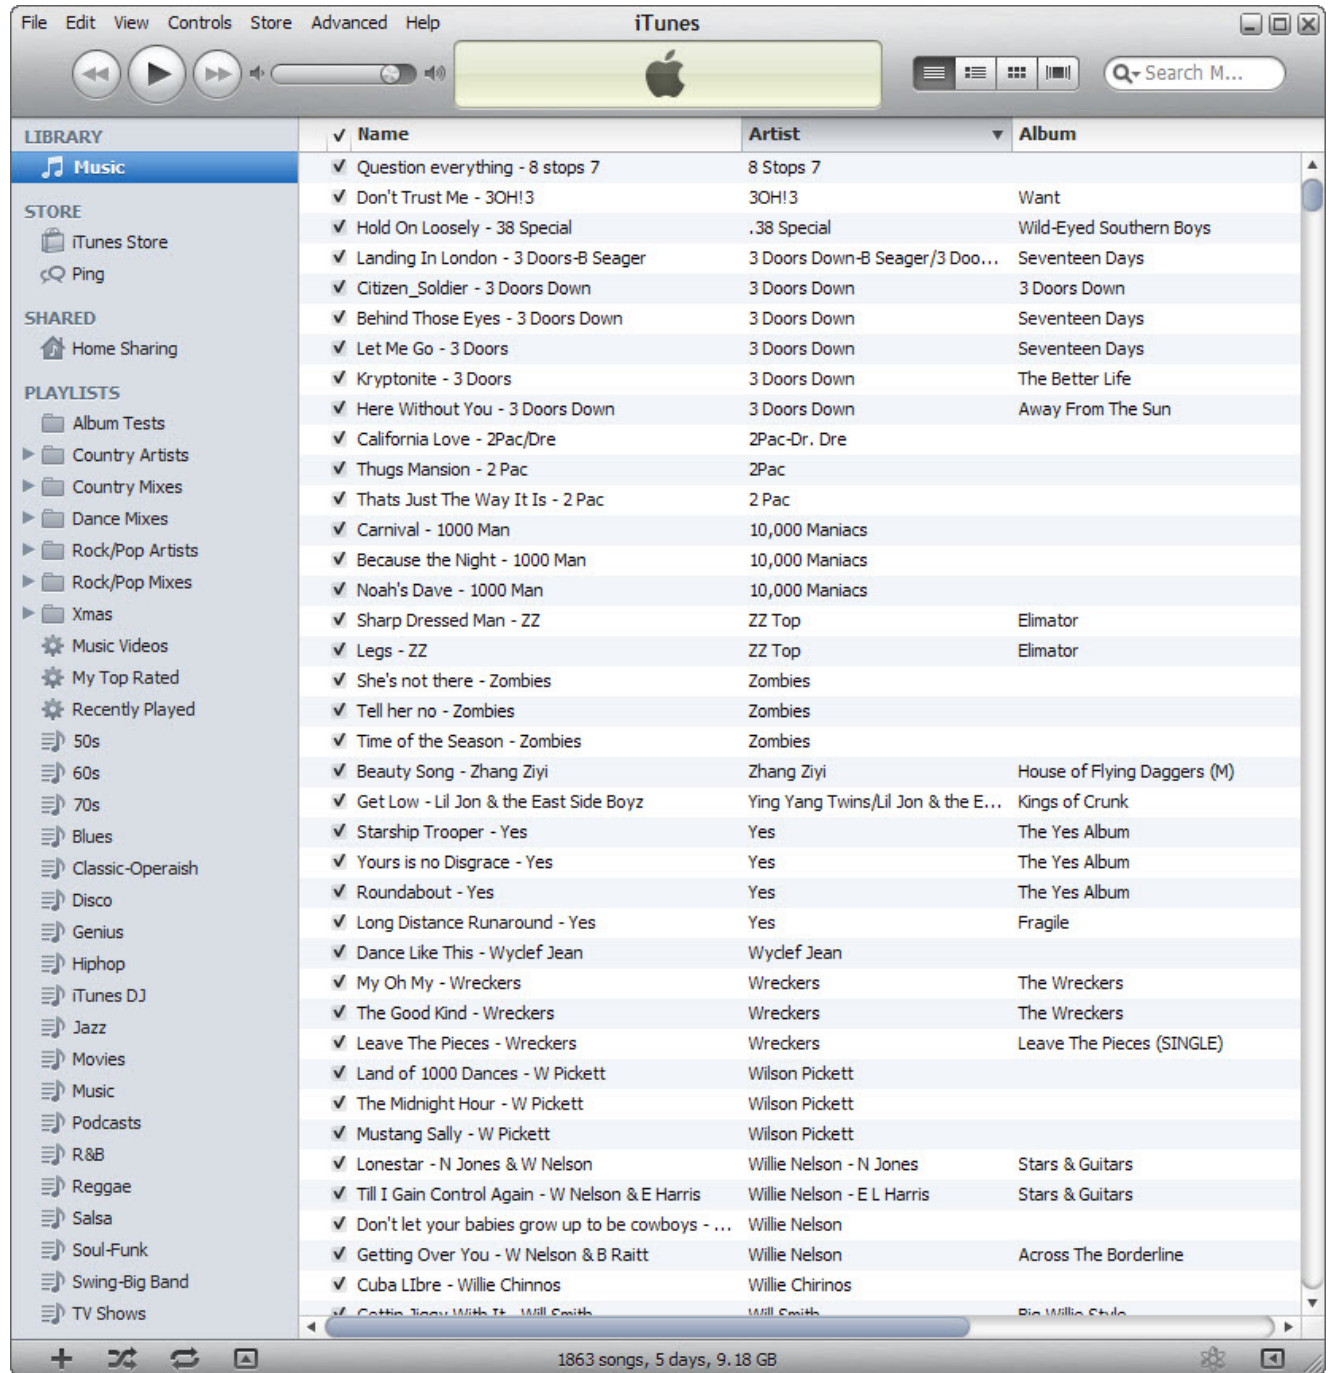 File Edit View Controls Store Advanced Help iTunes
Search M...
LIBRARY
Music
STORE
iTunes Store
Ping
SHARED
Home Sharing
PLAYLISTS
Album Tests
Country Artists
Country Mixes
Dance Mixes
Rock/Pop Artists
Rock/Pop Mixes
Xmas
Music Videos
My Top Rated
Recently Played
50s
60s
70s
Blues
Classic-Operaish
Disco
Genius
Hiphop
iTunes DJ
Jazz
Movies
Music
Podcasts
R&B
Reggae
Salsa
Soul-Funk
Swing-Big Band
TV Shows
Name Artist Album
Question everything - 8 stops 7 8 Stops 7
Don't Trust Me - 3OH!3 3OH!3 Want
Hold On Loosely - 38 Special .38 Special Wild-Eyed Southern Boys
Landing In London - 3 Doors-B Seager 3 Doors Down-B Seager/3 Doo... Seventeen Days
Citizen_Soldier - 3 Doors Down 3 Doors Down 3 Doors Down
Behind Those Eyes - 3 Doors Down 3 Doors Down Seventeen Days
Let Me Go - 3 Doors 3 Doors Down Seventeen Days
Kryptonite - 3 Doors 3 Doors Down The Better Life
Here Without You - 3 Doors Down 3 Doors Down Away From The Sun
California Love - 2Pac/Dre 2Pac-Dr. Dre
Thugs Mansion - 2 Pac 2Pac
Thats Just The Way It Is - 2 Pac 2 Pac
Carnival - 1000 Man 10,000 Maniacs
Because the Night - 1000 Man 10,000 Maniacs
Noah's Dave - 1000 Man 10,000 Maniacs
Sharp Dressed Man - ZZ ZZ Top Elimator
Legs - ZZ ZZ Top Elimator
She's not there - Zombies Zombies
Tell her no - Zombies Zombies
Time of the Season - Zombies Zombies
Beauty Song - Zhang Ziyi Zhang Ziyi House of Flying Daggers (M)
Get Low - Lil Jon & the East Side Boyz Ying Yang Twins/Lil Jon & the E... Kings of Crunk
Starship Trooper - Yes Yes The Yes Album
Yours is no Disgrace - Yes Yes The Yes Album
Roundabout - Yes Yes The Yes Album
Long Distance Runaround - Yes Yes Fragile
Dance Like This - Wyclef Jean Wyclef Jean
My Oh My - Wreckers Wreckers The Wreckers
The Good Kind - Wreckers Wreckers The Wreckers
Leave The Pieces - Wreckers Wreckers Leave The Pieces (SINGLE)
Land of 1000 Dances - W Pickett Wilson Pickett
The Midnight Hour - W Pickett Wilson Pickett
Mustang Sally - W Pickett Wilson Pickett
Lonestar - N Jones & W Nelson Willie Nelson - N Jones Stars & Guitars
Till I Gain Control Again - W Nelson & E Harris Willie Nelson - E L Harris Stars & Guitars
Don't let your babies grow up to be cowboys - ... Willie Nelson
Getting Over You - W Nelson & B Raitt Willie Nelson Across The Borderline
Cuba LIbre - Willie Chinnos Willie Chirinos
Gettin Jiggy With It - Will Smith Will Smith Big Willie Style
1863 songs, 5 days, 9.18 GB